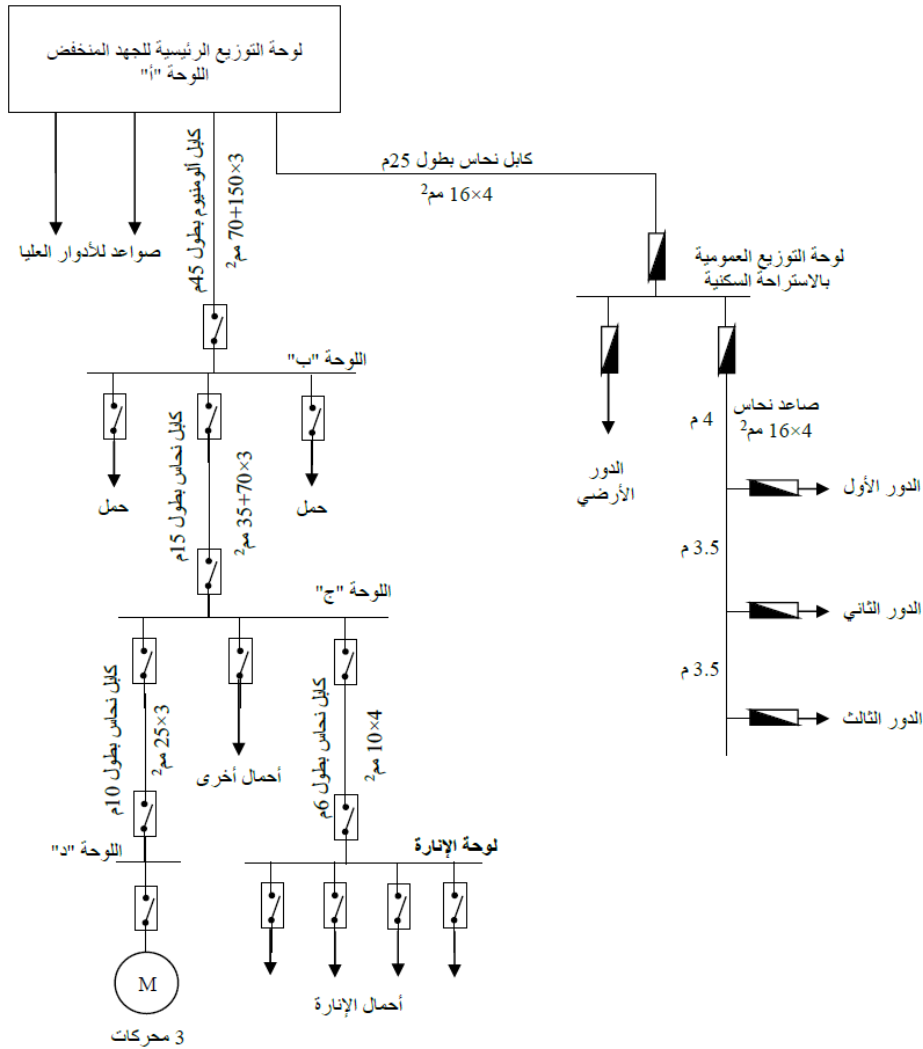 لوحة التوزيع الرئيسية للجهد المنخفض
اللوحة "أ"
كابل نحاس بطول 25م
4×16 مم2
كابل ألومنيوم بطول 45م
3×150+70 مم2
صواعد للأدوار العليا
لوحة التوزيع العمومية
بالاستراحة السكنية
اللوحة "ب"
صاعد نحاس
4×16 مم2
4 م
الدور
الأرضي
حمل
حمل
كابل نحاس بطول 15م
3×70+35 مم2
الدور الأول
3.5 م
الدور الثاني
3.5 م
الدور الثالث
اللوحة "ج"
كابل نحاس بطول 10م
3×25 مم2
أحمال أخرى
كابل نحاس بطول 6م
4×10 مم2
اللوحة "د"
لوحة الإنارة
M
3 محركات
أحمال الإنارة